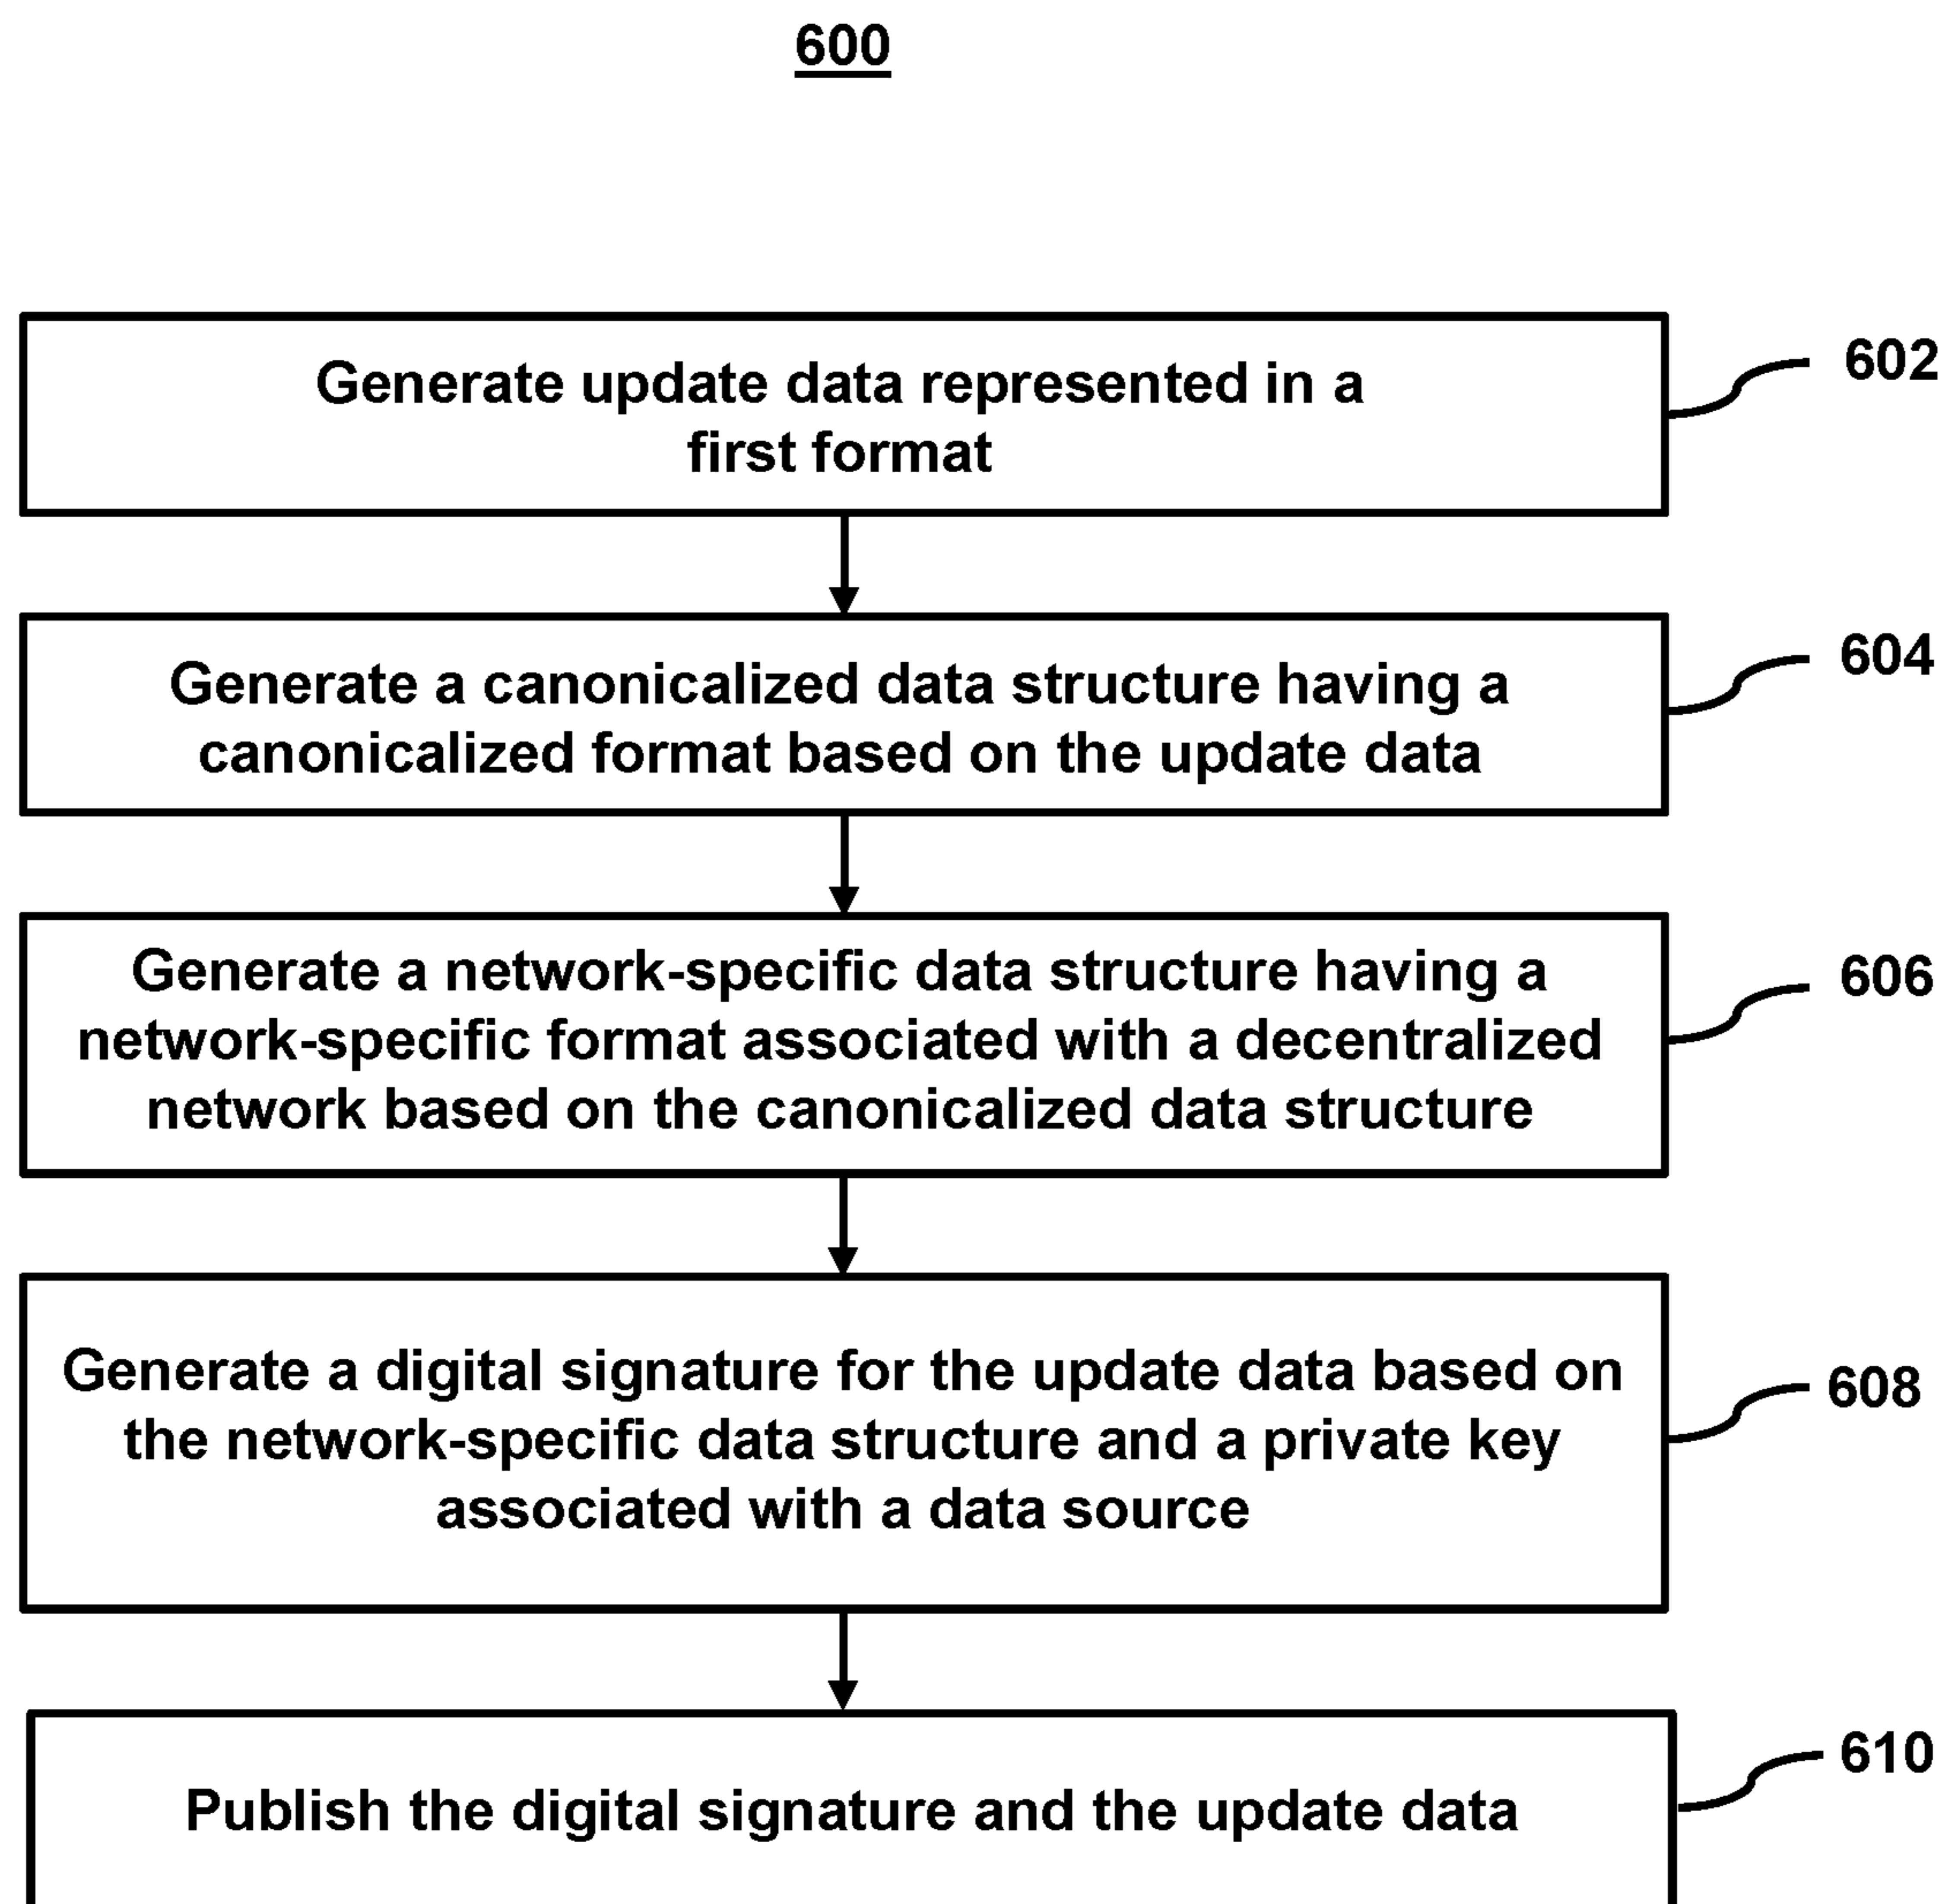 600
Generate update data represented in a
first format
602
Generate a canonicalized data structure having a
canonicalized format based on the update data
604
Generate a network-specific data structure having a
network-specific format associated with a decentralized
network based on the canonicalized data structure
606
Generate a digital signature for the update data based on
the network-specific data structure and a private key
associated with a data source
608
Publish the digital signature and the update data
610